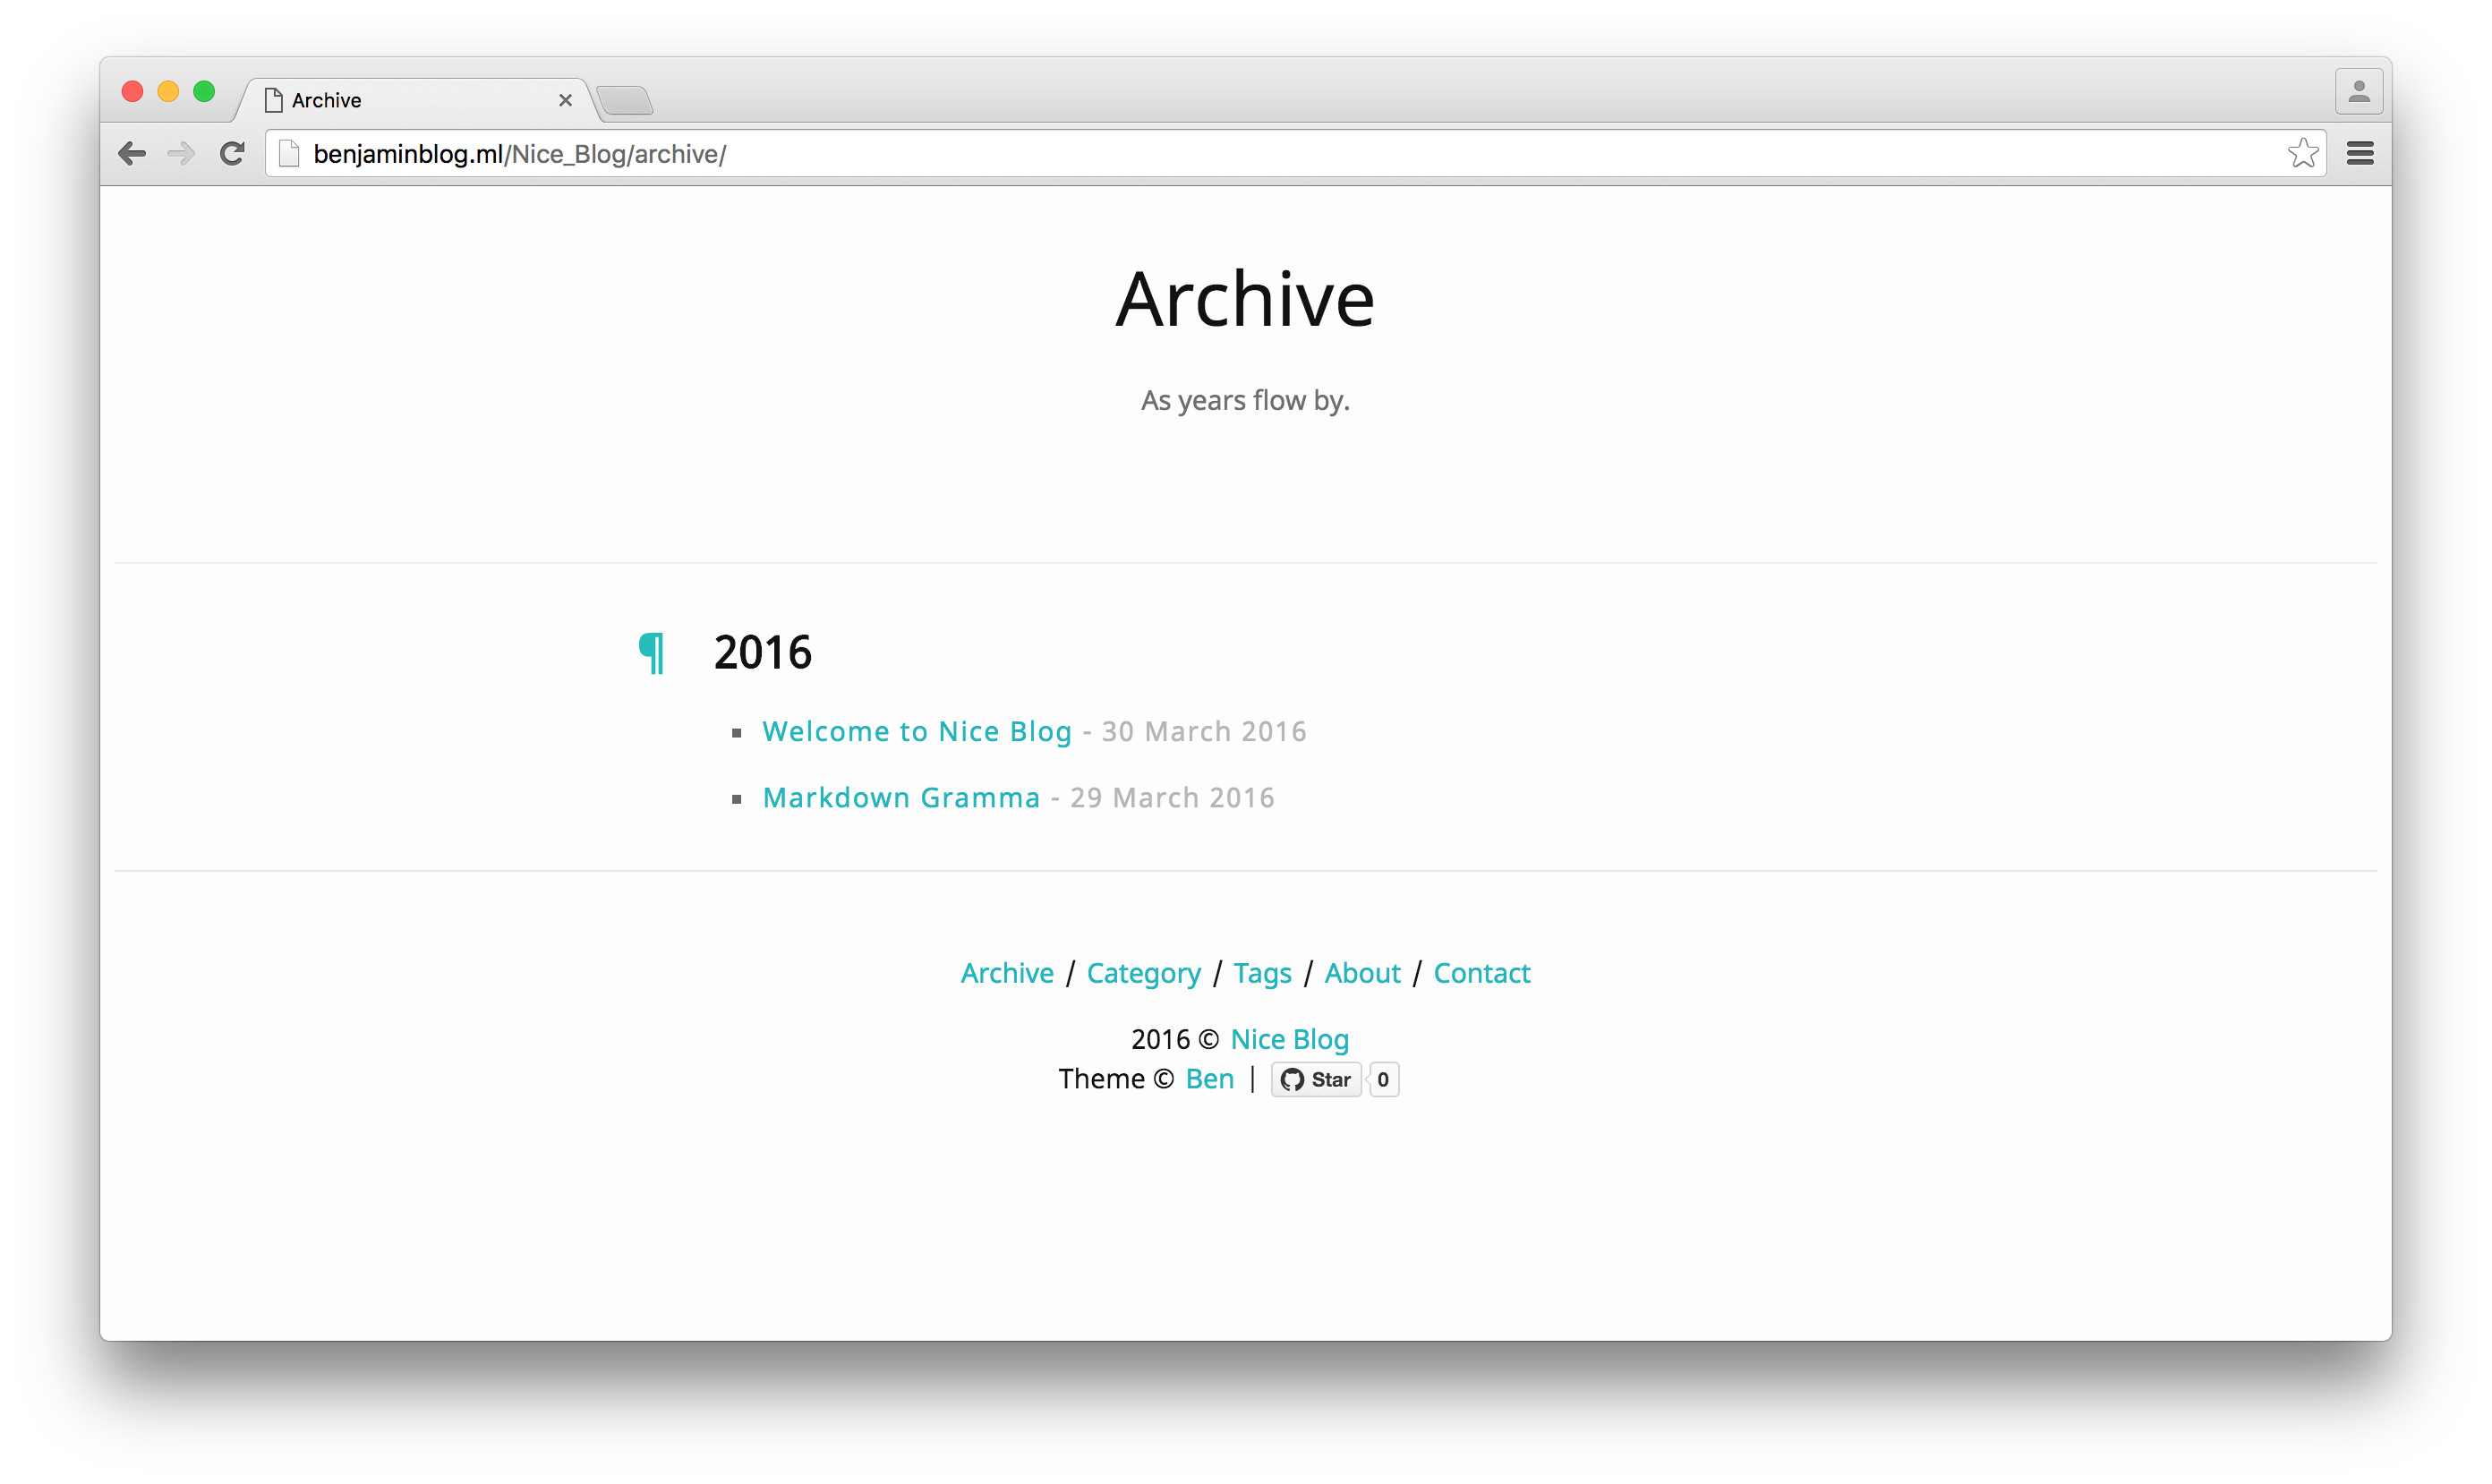 Archive
benjaminblog.ml/Nice_Blog/archive/
Archive
As years flow by.
¶ 2016
Welcome to Nice Blog - 30 March 2016
Markdown Gramma - 29 March 2016
Archive / Category / Tags / About / Contact
2016 © Nice Blog
Theme © Ben | Star 0